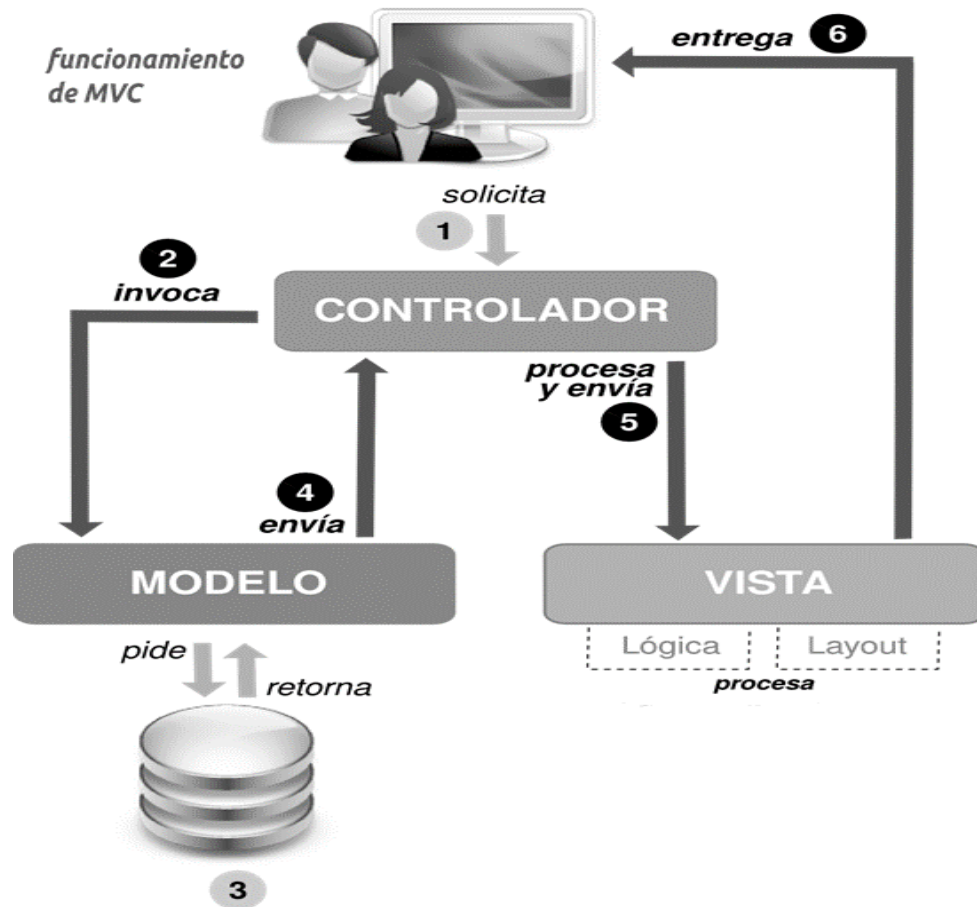 funcionamiento
de MVC
entrega 6
solicita
1
2
invoca
CONTROLADOR
procesa
y envía
5
4
envía
MODELO
VISTA
pide
retorna
Lógica
Layout
procesa
3